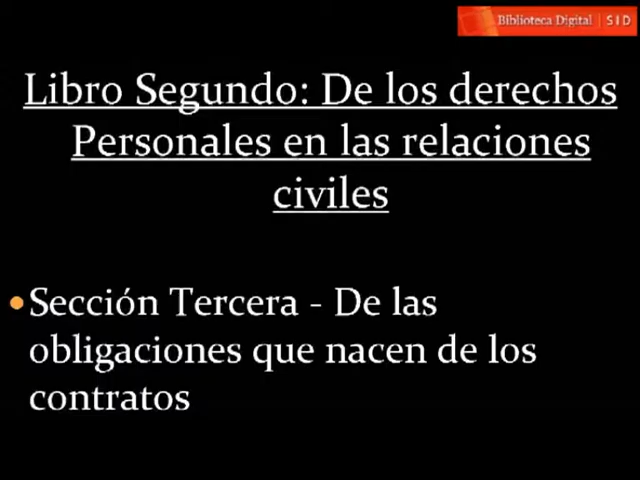 Biblioteca Digital | SID
Libro Segundo: De los derechos
Personales en las relaciones
civiles
•Sección Tercera - De las
obligaciones que nacen de los
contratos